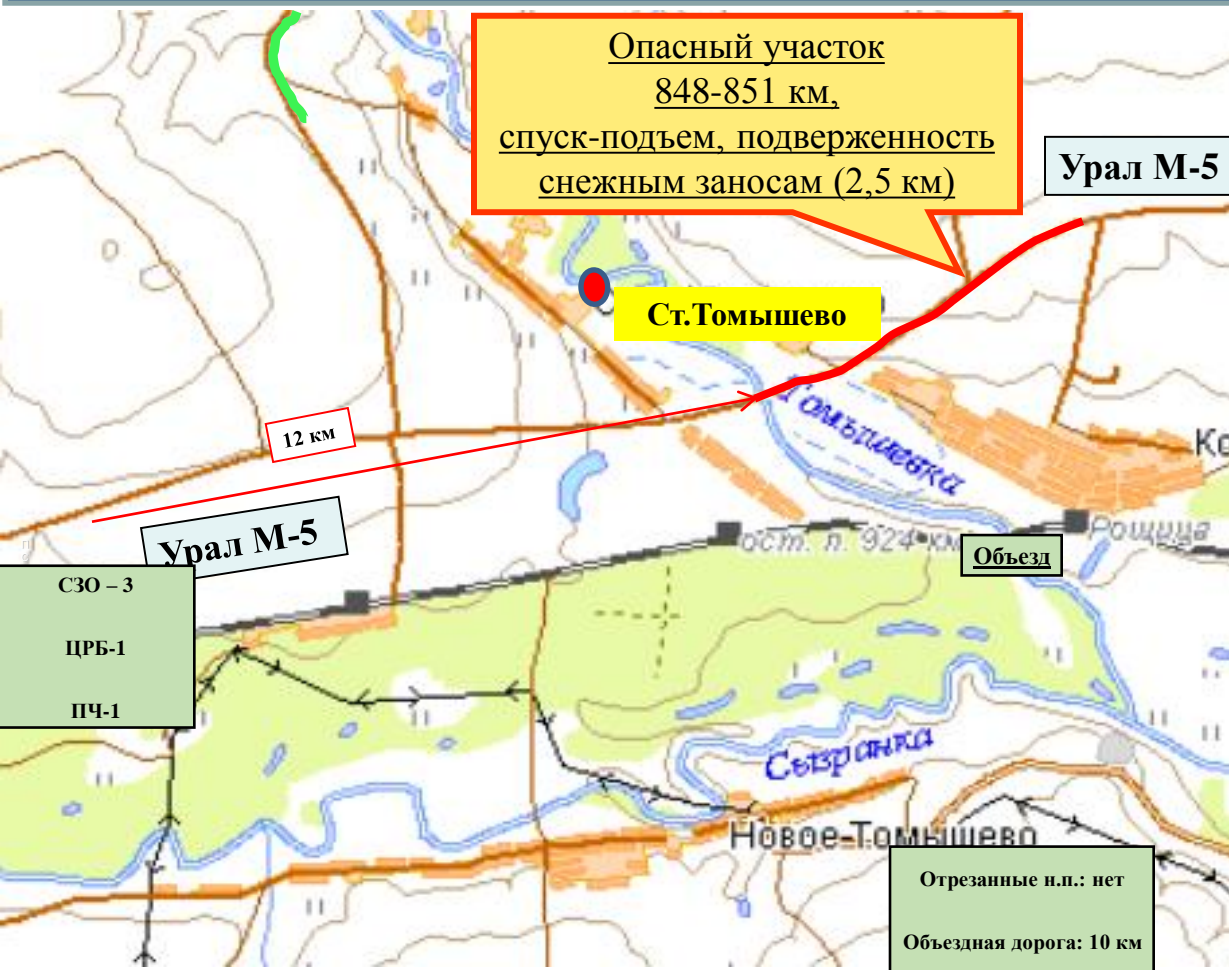 Опасный участок
848-851 км,
спуск-подъем, подверженность
снежным заносам (2,5 км)
Урал М-5
Ст.Томышево
12 км
Томышевка
Урал М-5
ост. п. 924 км
Рощица
Объезд
СЗО – 3
ЦРБ-1
ПЧ-1
Сызранка
Новое Томышево
Отрезанные н.п.: нет
Объездная дорога: 10 км